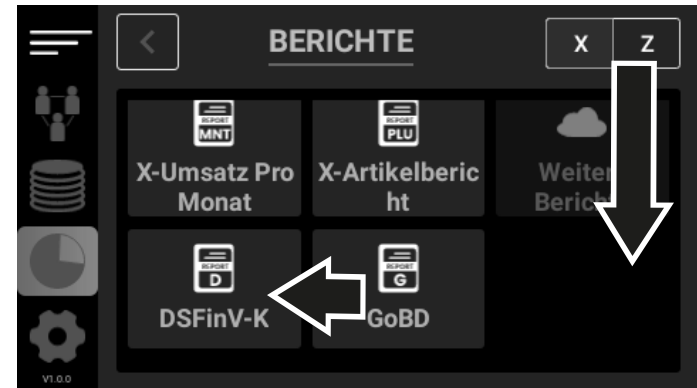 BERICHTE
X Z
REPORT
MNT
X-Umsatz Pro
Monat
REPORT
PLU
X-Artikelberic
ht
REPORT
D
DSFinV-K
REPORT
G
GoBD
V1.0.0